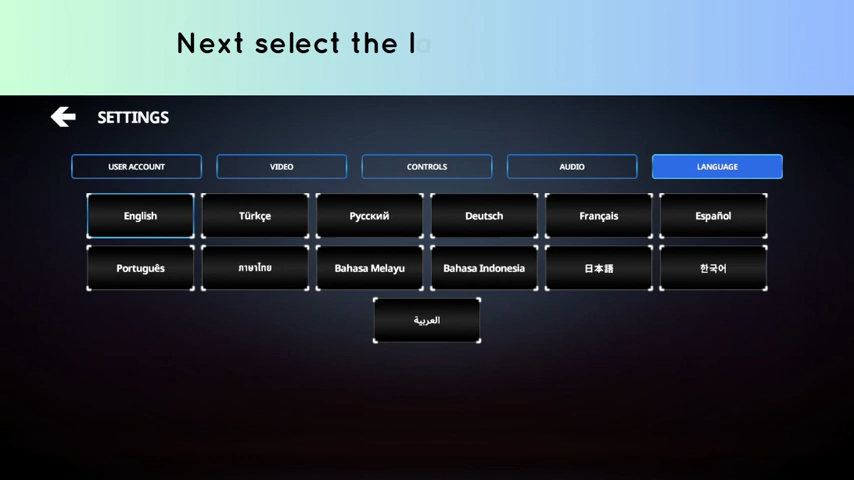 Next select the la
SETTINGS
USER ACCOUNT VIDEO CONTROLS AUDIO LANGUAGE
English Türkçe Русский Deutsch Français Español
Português ภาษาไทย Bahasa Melayu Bahasa Indonesia 日本語 한국어
العربية